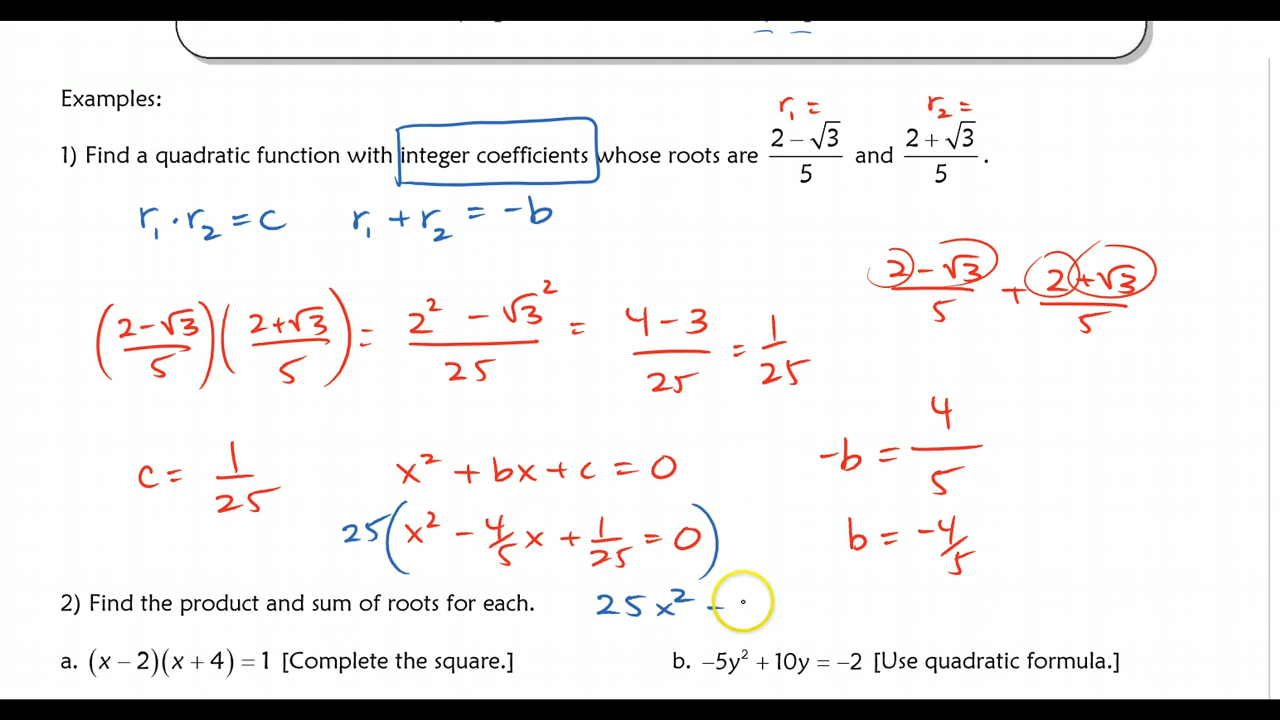 Examples:
r₁ = r₂ =
1) Find a quadratic function with integer coefficients whose roots are (2 − √3)/5 and (2 + √3)/5 .
r₁ · r₂ = c r₁ + r₂ = −b
(2 − √3)/5 + (2 + √3)/5
((2−√3)/5)((2+√3)/5) = (2² − √3²)/25 = (4 − 3)/25 = 1/25
−b = 4/5
c = 1/25 x² + bx + c = 0
25(x² − 4/5x + 1/25 = 0) b = −4/5
2) Find the product and sum of roots for each. 25x² −
a. (x − 2)(x + 4) = 1 [Complete the square.] b. −5y² + 10y = −2 [Use quadratic formula.]